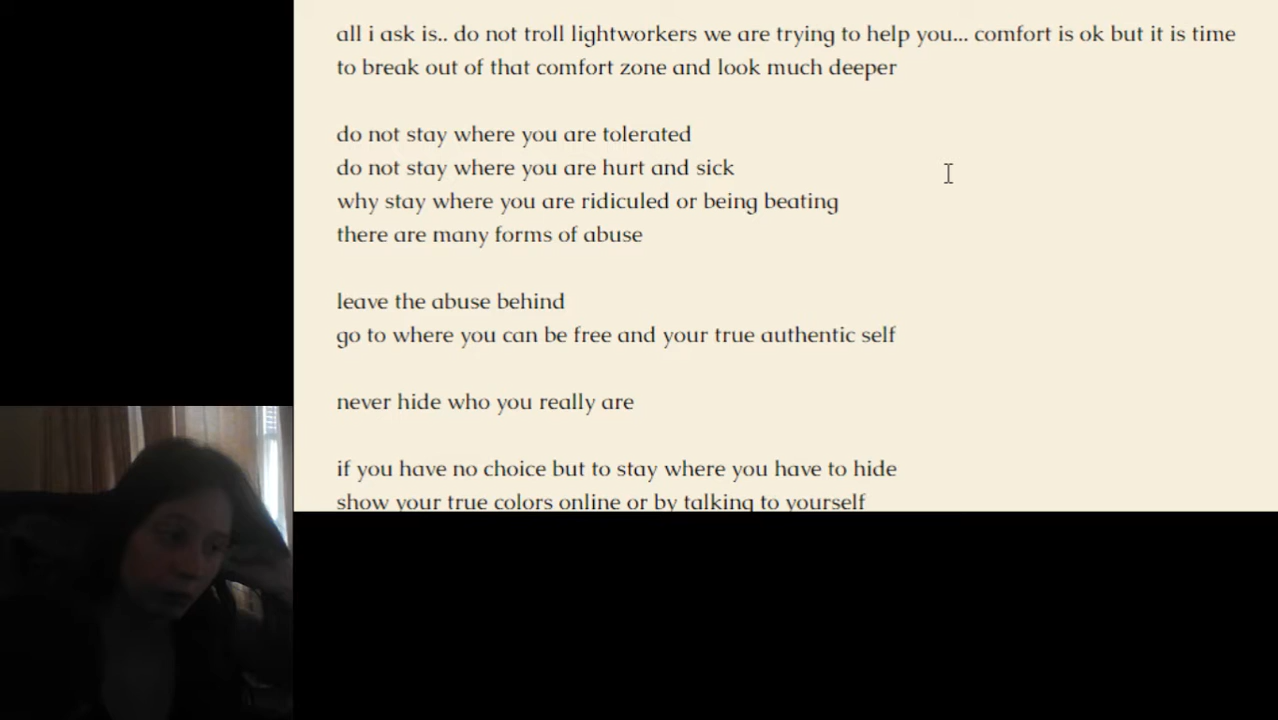 all i ask is.. do not troll lightworkers we are trying to help you... comfort is ok but it is time
to break out of that comfort zone and look much deeper
do not stay where you are tolerated
do not stay where you are hurt and sick
why stay where you are ridiculed or being beating
there are many forms of abuse
leave the abuse behind
go to where you can be free and your true authentic self
never hide who you really are
if you have no choice but to stay where you have to hide
show your true colors online or by talking to yourself